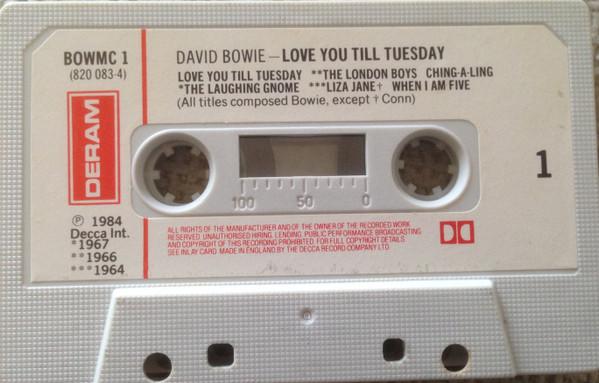 BOWMC 1
(820 083-4)
DERAM
Ⓟ 1984
Decca Int.
*1967
**1966
***1964
DAVID BOWIE – LOVE YOU TILL TUESDAY
LOVE YOU TILL TUESDAY **THE LONDON BOYS CHING-A-LING
*THE LAUGHING GNOME ***LIZA JANE† WHEN I AM FIVE
(All titles composed Bowie, except † Conn)
100 50 0
1
ALL RIGHTS OF THE MANUFACTURER AND OF THE OWNER OF THE RECORDED WORK
RESERVED. UNAUTHORISED HIRING, LENDING, PUBLIC PERFORMANCE BROADCASTING
AND COPYRIGHT OF THIS RECORDING PROHIBITED. FOR FULL COPYRIGHT DETAILS
SEE INLAY CARD. MADE IN ENGLAND BY THE DECCA RECORD COMPANY LTD